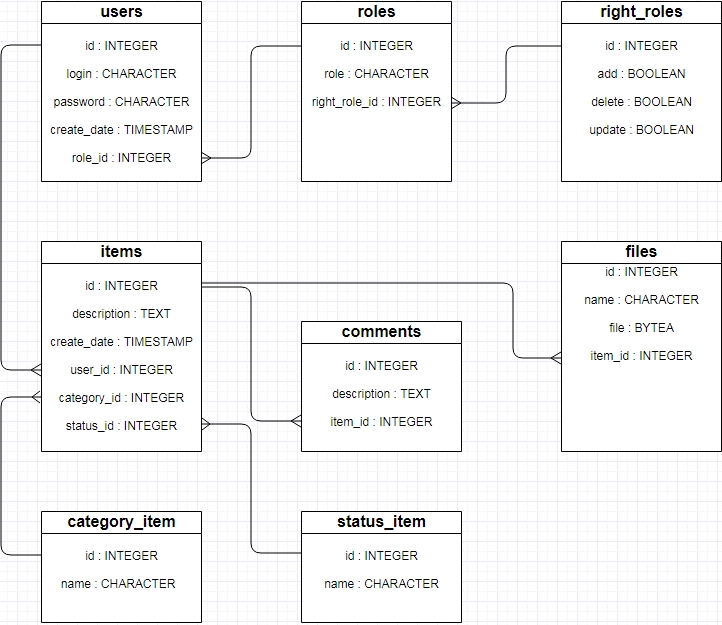 users
id : INTEGER
login : CHARACTER
password : CHARACTER
create_date : TIMESTAMP
role_id : INTEGER
roles
id : INTEGER
role : CHARACTER
right_role_id : INTEGER
right_roles
id : INTEGER
add : BOOLEAN
delete : BOOLEAN
update : BOOLEAN
items
id : INTEGER
description : TEXT
create_date : TIMESTAMP
user_id : INTEGER
category_id : INTEGER
status_id : INTEGER
comments
id : INTEGER
description : TEXT
item_id : INTEGER
files
id : INTEGER
name : CHARACTER
file : BYTEA
item_id : INTEGER
category_item
id : INTEGER
name : CHARACTER
status_item
id : INTEGER
name : CHARACTER